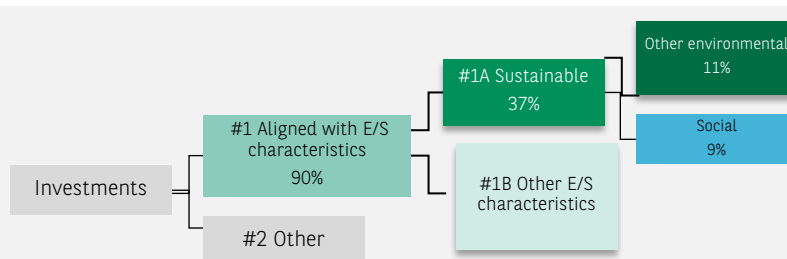 Other environmental
11%
#1A Sustainable
37%
#1 Aligned with E/S
characteristics
90%
Social
9%
Investments
#1B Other E/S
characteristics
#2 Other